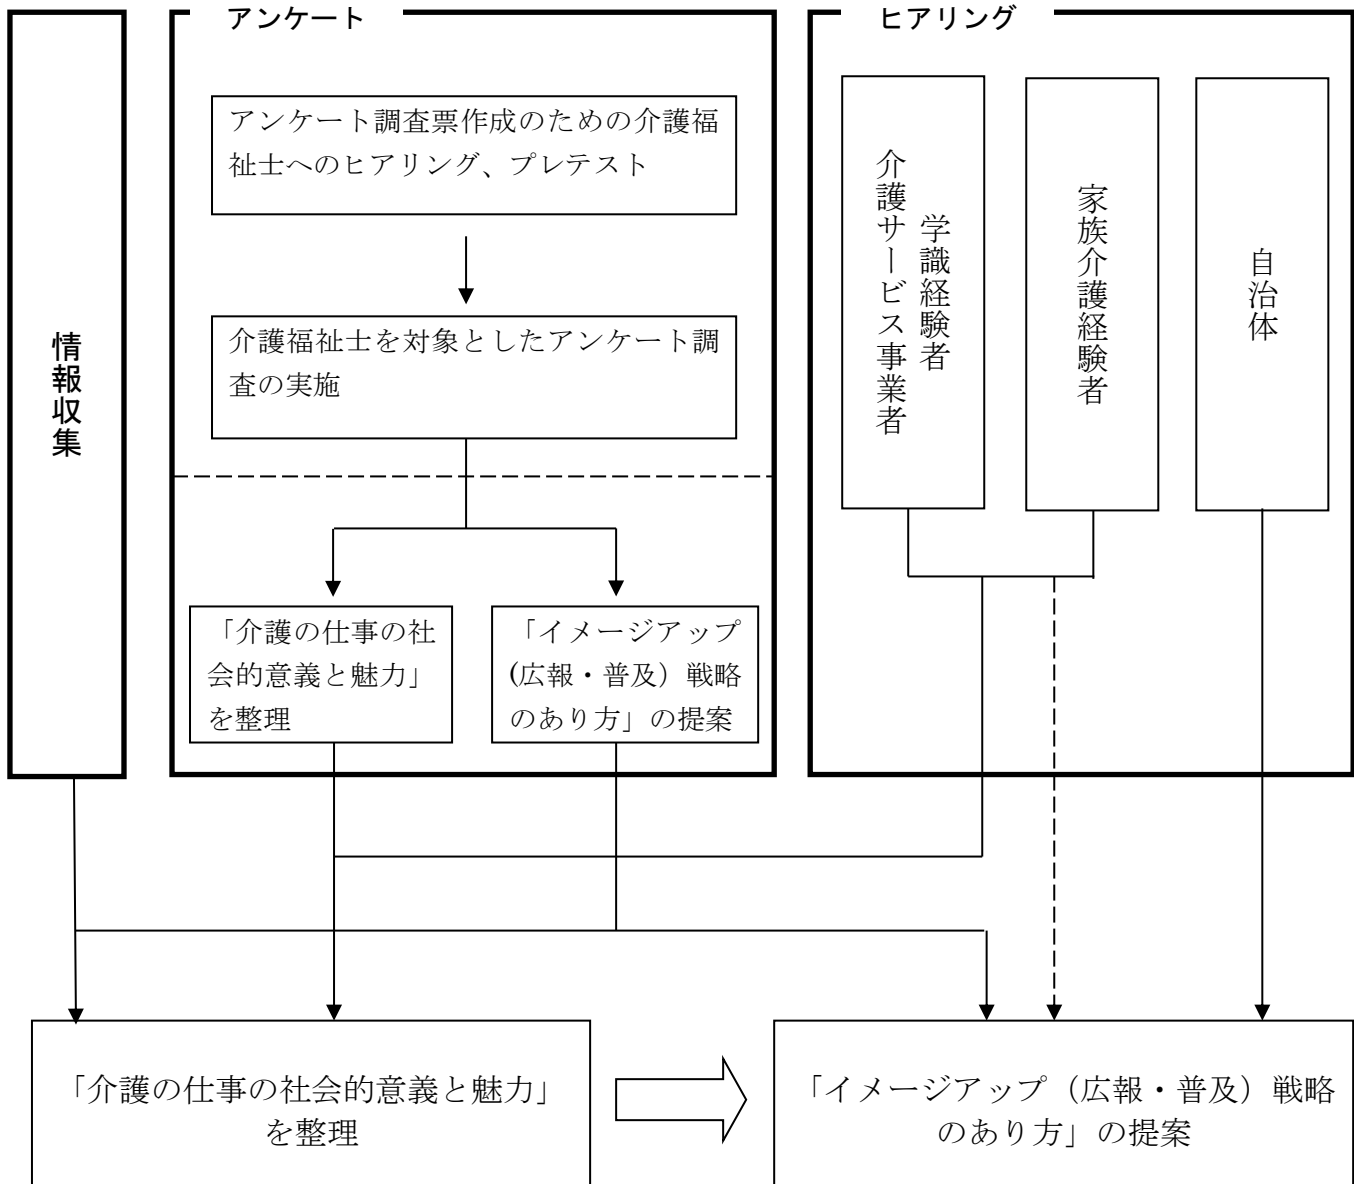 情報収集
アンケート
アンケート調査票作成のための介護福
祉士へのヒアリング、プレテスト
介護福祉士を対象としたアンケート調
査の実施
「介護の仕事の社
会的意義と魅力」
を整理
「イメージアップ
(広報・普及）戦略
のあり方」の提案
ヒアリング
学識経験者
介護サービス事業者
家族介護経験者
自治体
「介護の仕事の社会的意義と魅力」
を整理
「イメージアップ（広報・普及）戦略
のあり方」の提案